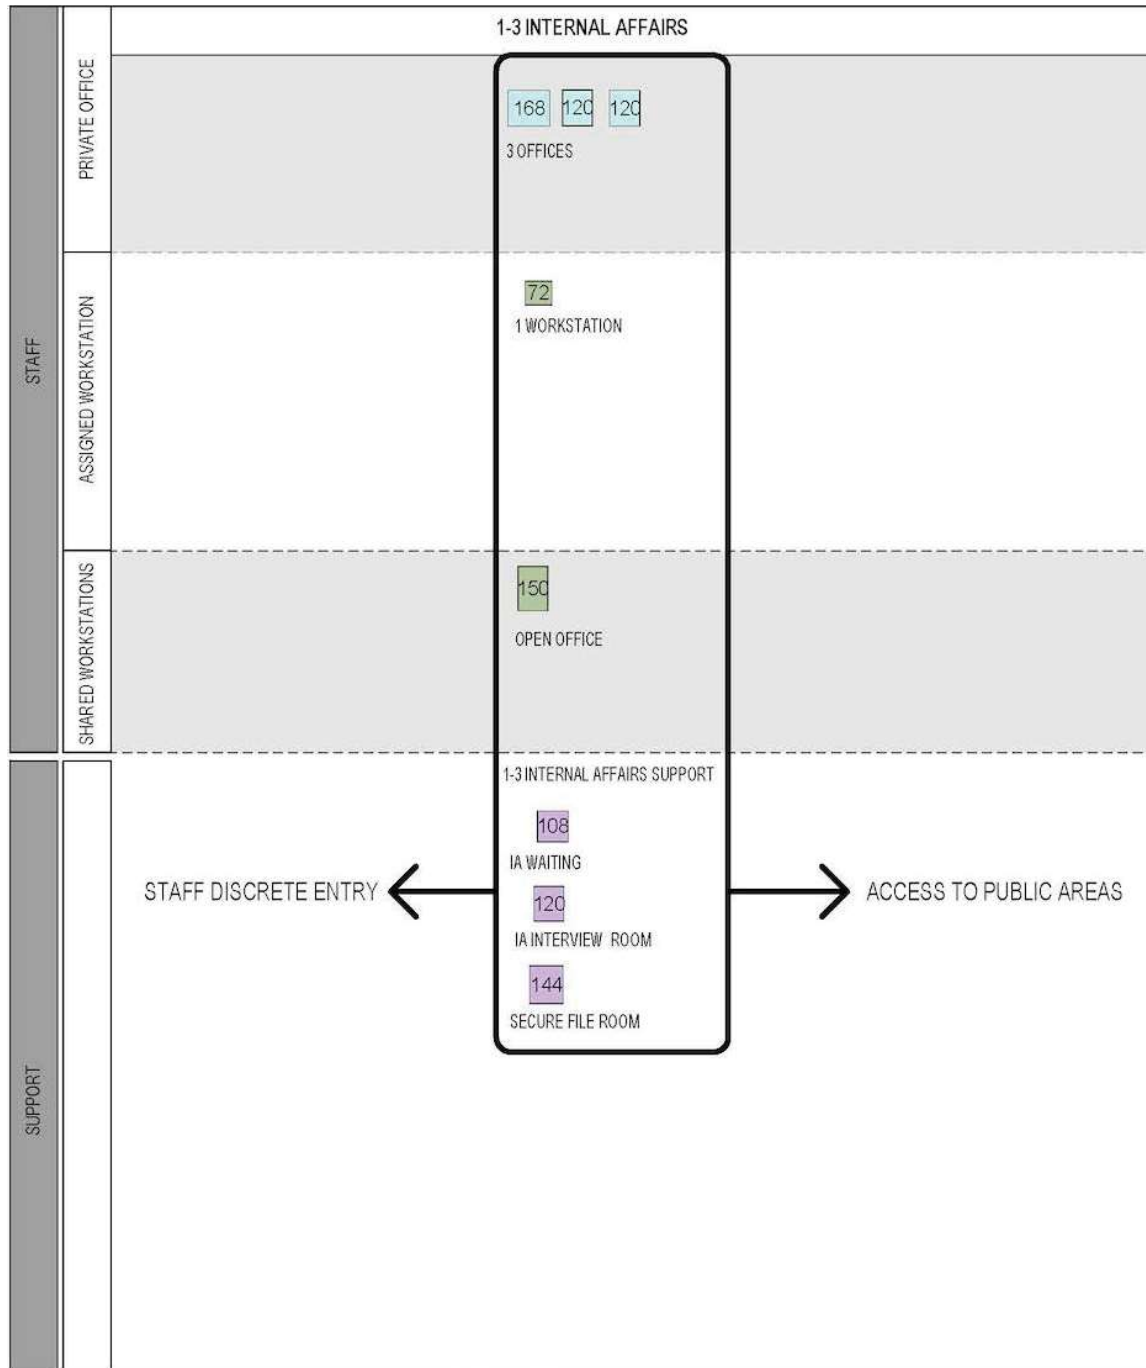 1-3 INTERNAL AFFAIRS
STAFF
PRIVATE OFFICE
168 120 120
3 OFFICES
ASSIGNED WORKSTATION
72
1 WORKSTATION
SHARED WORKSTATIONS
150
OPEN OFFICE
SUPPORT
1-3 INTERNAL AFFAIRS SUPPORT
108
IA WAITING
STAFF DISCRETE ENTRY
ACCESS TO PUBLIC AREAS
120
IA INTERVIEW ROOM
144
SECURE FILE ROOM